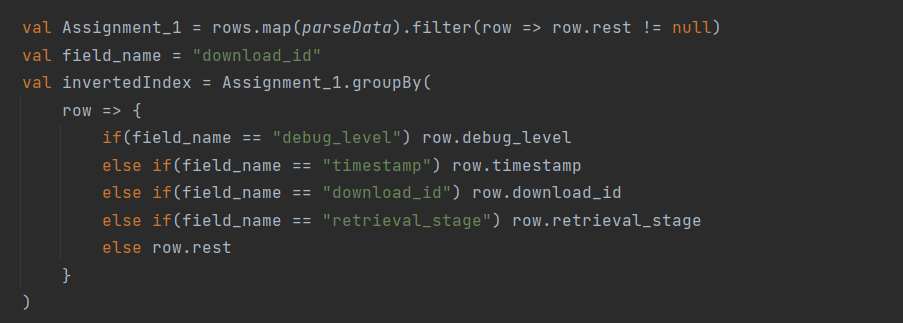 val Assignment_1 = rows.map(parseData).filter(row => row.rest != null)
val field_name = "download_id"
val invertedIndex = Assignment_1.groupBy(
    row => {
        if(field_name == "debug_level") row.debug_level
        else if(field_name == "timestamp") row.timestamp
        else if(field_name == "download_id") row.download_id
        else if(field_name == "retrieval_stage") row.retrieval_stage
        else row.rest
    }
)